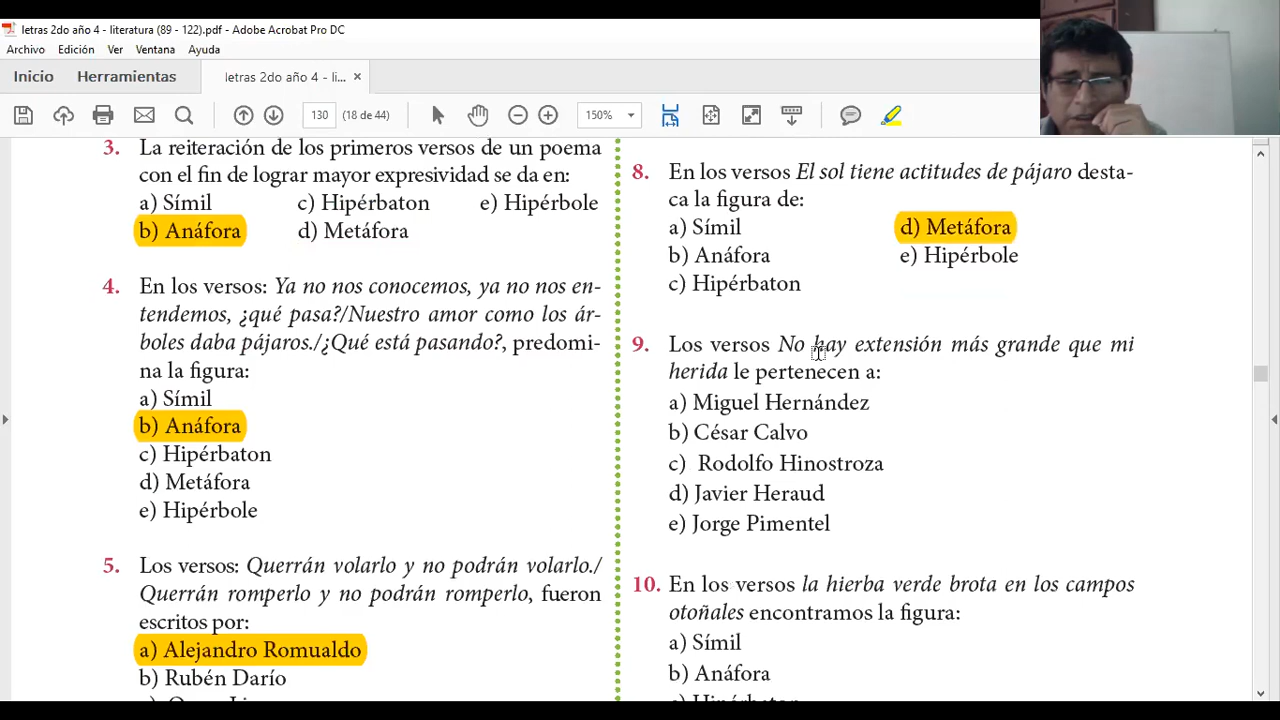 letras 2do año 4 - literatura (89 - 122).pdf - Adobe Acrobat Pro DC
Archivo Edición Ver Ventana Ayuda
Inicio Herramientas letras 2do año 4 - li... ×
130 (18 de 44) 150%
3. La reiteración de los primeros versos de un poema
con el fin de lograr mayor expresividad se da en:
a) Símil c) Hipérbaton e) Hipérbole
b) Anáfora d) Metáfora
4. En los versos: Ya no nos conocemos, ya no nos en-
tendemos, ¿qué pasa?/Nuestro amor como los ár-
boles daba pájaros./¿Qué está pasando?, predomi-
na la figura:
a) Símil
b) Anáfora
c) Hipérbaton
d) Metáfora
e) Hipérbole
5. Los versos: Querrán volarlo y no podrán volarlo./
Querrán romperlo y no podrán romperlo, fueron
escritos por:
a) Alejandro Romualdo
b) Rubén Darío
8. En los versos El sol tiene actitudes de pájaro desta-
ca la figura de:
a) Símil d) Metáfora
b) Anáfora e) Hipérbole
c) Hipérbaton
9. Los versos No hay extensión más grande que mi
herida le pertenecen a:
a) Miguel Hernández
b) César Calvo
c) Rodolfo Hinostroza
d) Javier Heraud
e) Jorge Pimentel
10. En los versos la hierba verde brota en los campos
otoñales encontramos la figura:
a) Símil
b) Anáfora